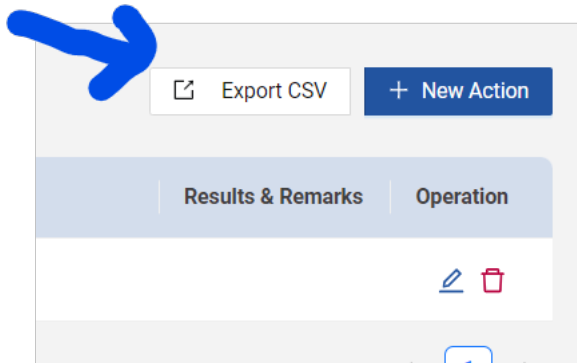 Export CSV
+ New Action
Results & Remarks
Operation